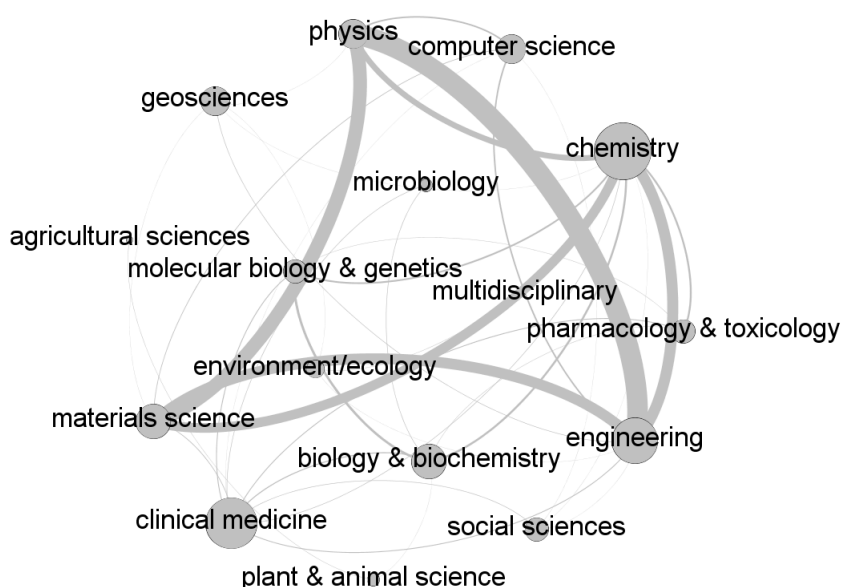 physics
computer science
geosciences
chemistry
microbiology
agricultural sciences
molecular biology & genetics
multidisciplinary
pharmacology & toxicology
environment/ecology
materials science
engineering
biology & biochemistry
clinical medicine
social sciences
plant & animal science